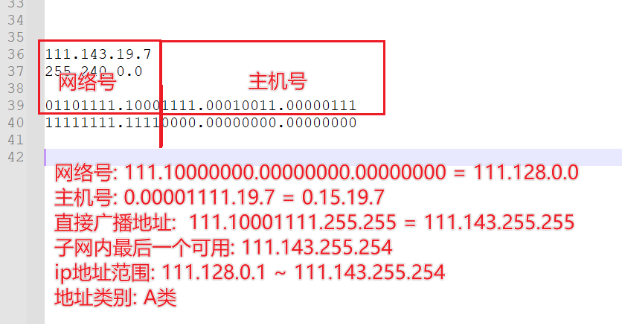 33
34
35
36 111.143.19.7
37 255.240.0.0
网络号 主机号
38
39 01101111.10001111.00010011.00000111
40 11111111.11110000.00000000.00000000
41
42
网络号: 111.10000000.00000000.00000000 = 111.128.0.0
主机号: 0.00001111.19.7 = 0.15.19.7
直接广播地址: 111.10001111.255.255 = 111.143.255.255
子网内最后一个可用: 111.143.255.254
ip地址范围: 111.128.0.1 ~ 111.143.255.254
地址类别: A类